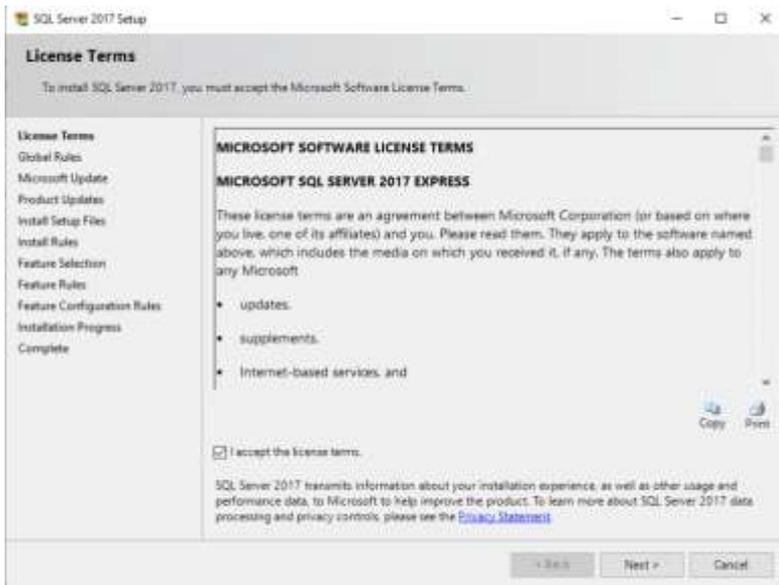 SQL Server 2017 Setup
License Terms
To install SQL Server 2017, you must accept the Microsoft Software License Terms.
License Terms
Global Rules
Microsoft Update
Product Updates
Install Setup Files
Install Rules
Feature Selection
Feature Rules
Feature Configuration Rules
Installation Progress
Complete
MICROSOFT SOFTWARE LICENSE TERMS
MICROSOFT SQL SERVER 2017 EXPRESS
These license terms are an agreement between Microsoft Corporation (or based on where
you live, one of its affiliates) and you. Please read them. They apply to the software named
above, which includes the media on which you received it, if any. The terms also apply to
any Microsoft
• updates,
• supplements,
• Internet-based services, and
Copy Print
I accept the license terms.
SQL Server 2017 transmits information about your installation experience, as well as other usage and
performance data, to Microsoft to help improve the product. To learn more about SQL Server 2017 data
processing and privacy controls, please see the Privacy Statement.
< Back Next > Cancel